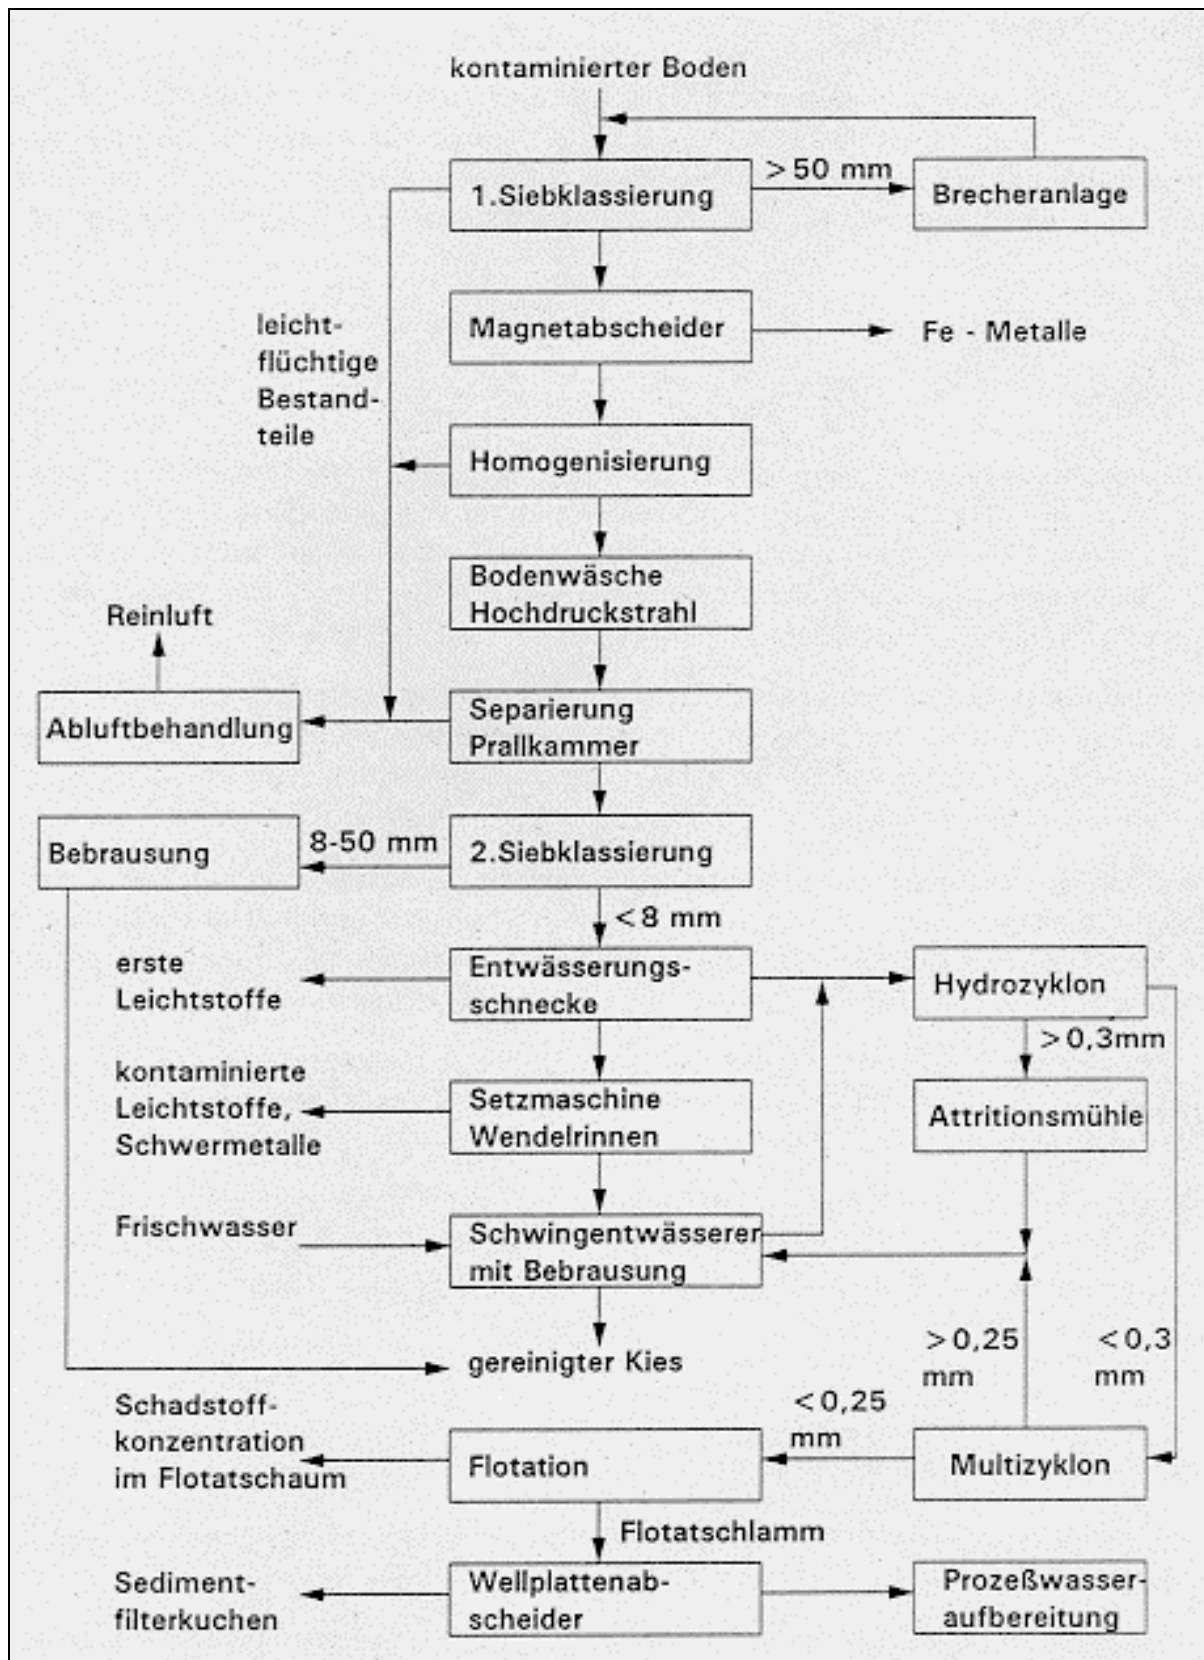 kontaminierter Boden
>50 mm
1.Siebklassierung
Brecheranlage
leicht-
flüchtige
Bestand-
teile
Magnetabscheider
Fe - Metalle
Homogenisierung
Bodenwäsche
Hochdruckstrahl
Reinluft
Abluftbehandlung
Separierung
Prallkammer
Bebrausung
8-50 mm
2.Siebklassierung
<8 mm
erste
Leichtstoffe
Entwässerungs-
schnecke
Hydrozyklon
>0,3mm
kontaminierte
Leichtstoffe,
Schwermetalle
Setzmaschine
Wendelrinnen
Attritionsmühle
Frischwasser
Schwingentwässerer
mit Bebrausung
>0,25
mm
<0,3
mm
gereinigter Kies
Schadstoff-
konzentration
im Flotatschaum
<0,25
mm
Flotation
Multizyklon
Flotatschlamm
Sediment-
filterkuchen
Wellplattenab-
scheider
Prozeßwasser-
aufbereitung